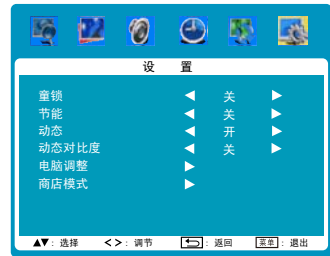 设 置
童锁 ◀ 关 ▶
节能 ◀ 关 ▶
动态 ◀ 开 ▶
动态对比度 ◀ 关 ▶
电脑调整 ▶
商店模式 ▶
▲▼: 选择 <>: 调节 : 返回 菜单: 退出